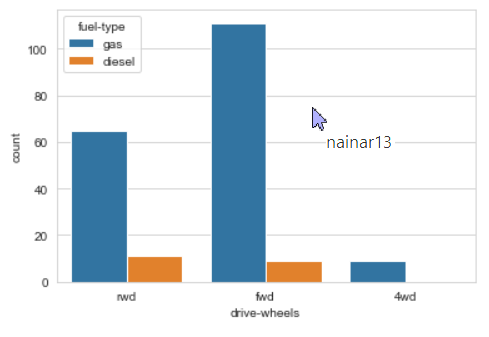 fuel-type
gas
diesel
100
80
60
40
20
0
count
nainar13
rwd
fwd
4wd
drive-wheels